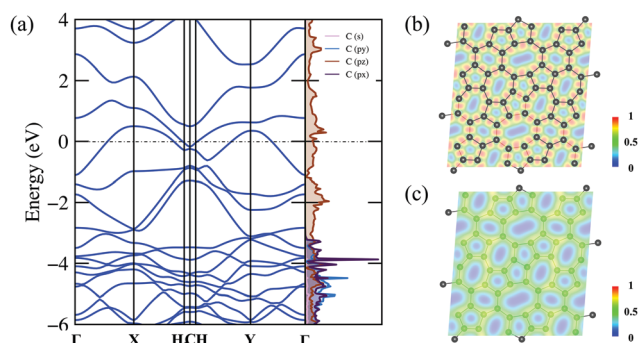 (a)
4
2
0
−2
−4
−6
Energy (eV)
Γ
X
Y
Γ
C (s)
C (py)
C (pz)
C (px)
(b)
1
0.5
0
(c)
1
0.5
0